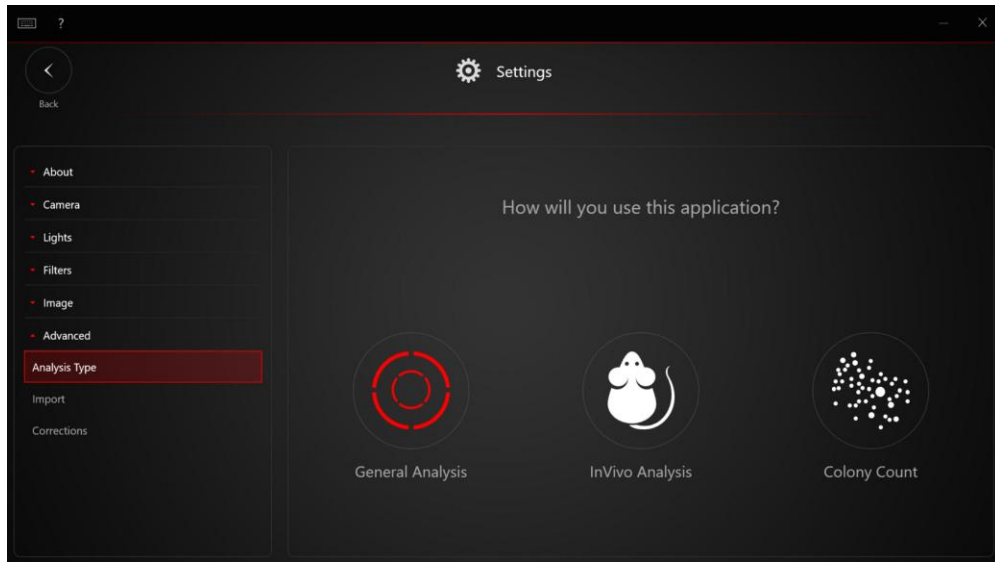 ?
Settings
Back
About
Camera
Lights
Filters
Image
Advanced
Analysis Type
Import
Corrections
How will you use this application?
General Analysis
InVivo Analysis
Colony Count